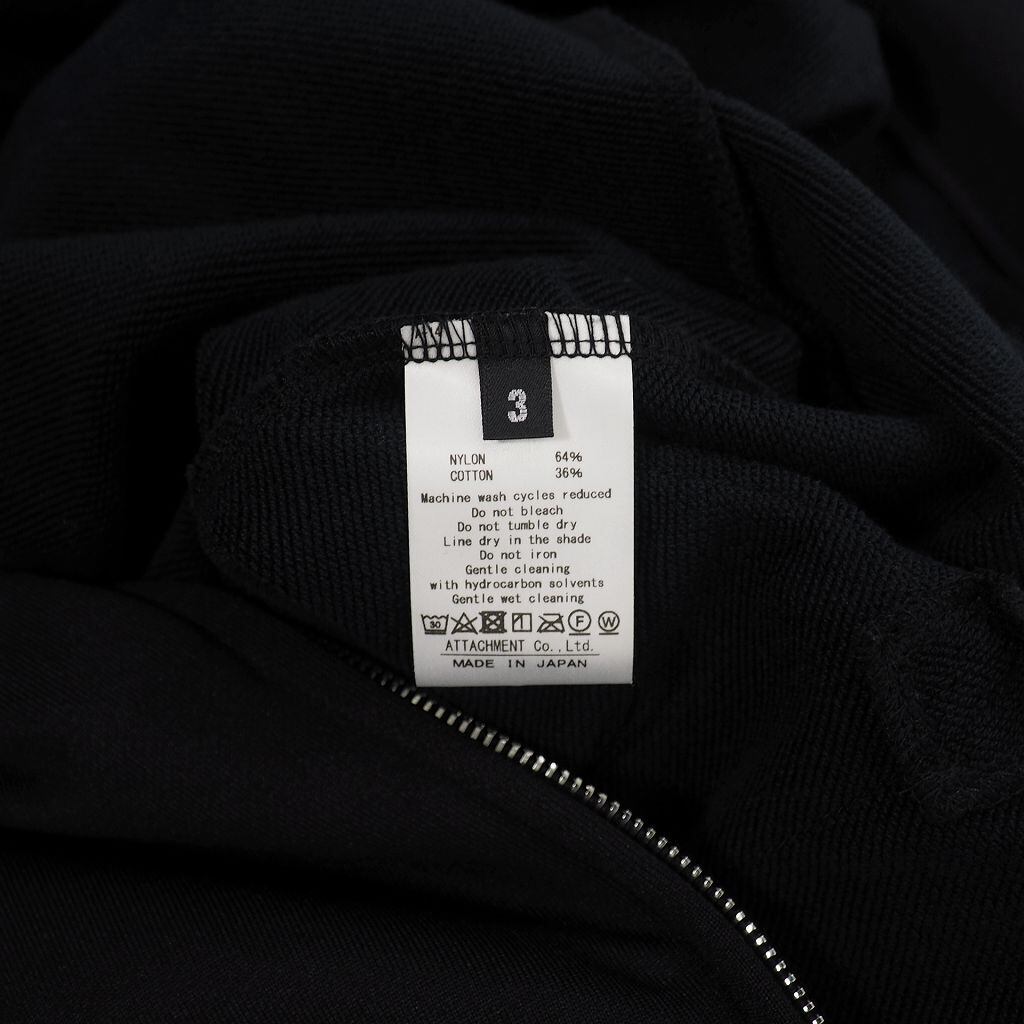 3
NYLON 64%
COTTON 36%
Machine wash cycles reduced
Do not bleach
Do not tumble dry
Line dry in the shade
Do not iron
Gentle cleaning
with hydrocarbon solvents
Gentle wet cleaning
30 F W
ATTACHMENT Co.,Ltd.
MADE IN JAPAN